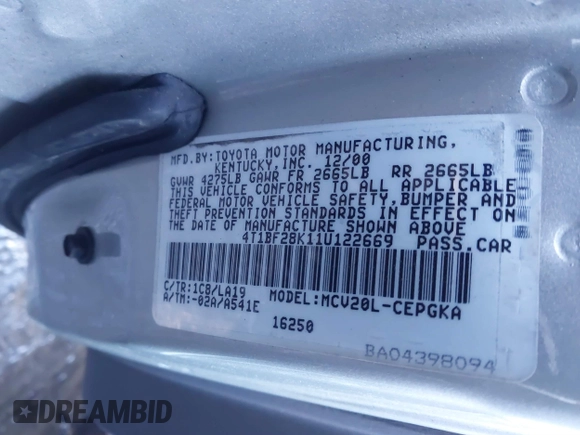 MFD.BY:TOYOTA MOTOR MANUFACTURING,
KENTUCKY, INC. 12/00
GVWR 4275LB GAWR FR 2665LB RR 2665LB
THIS VEHICLE CONFORMS TO ALL APPLICABLE
FEDERAL MOTOR VEHICLE SAFETY,BUMPER AND
THEFT PREVENTION STANDARDS IN EFFECT ON
THE DATE OF MANUFACTURE SHOWN ABOVE
4T1BF28K11U122669 PASS.CAR
C/TR:1C8/LA19 MODEL:MCV20L-CEPGKA
A/TM:-02A/A541E
16250
BA04398094
DREAMBID